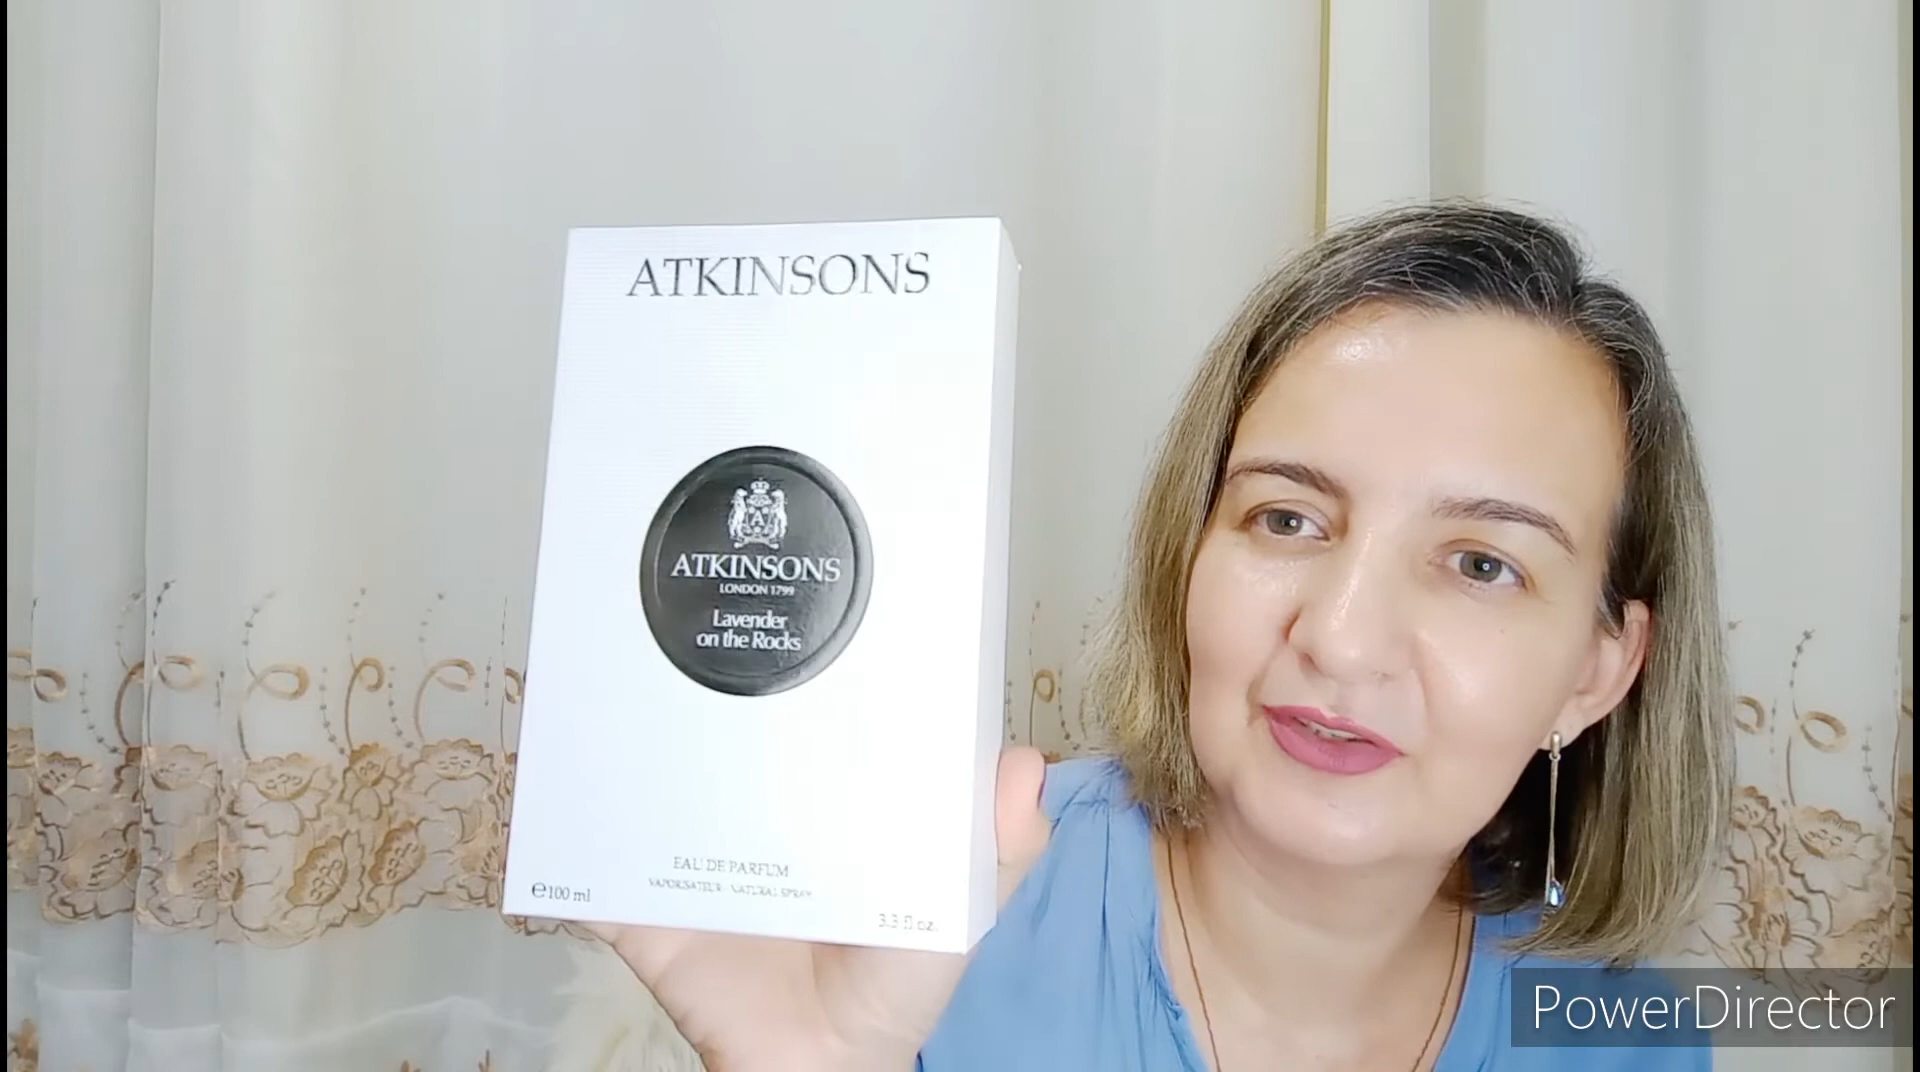 ATKINSONS
A
ATKINSONS
LONDON 1799
Lavender
on the Rocks
EAU DE PARFUM
VAPORISATEUR NATURAL SPRAY
e100 ml
3.3 fl oz.
PowerDirector